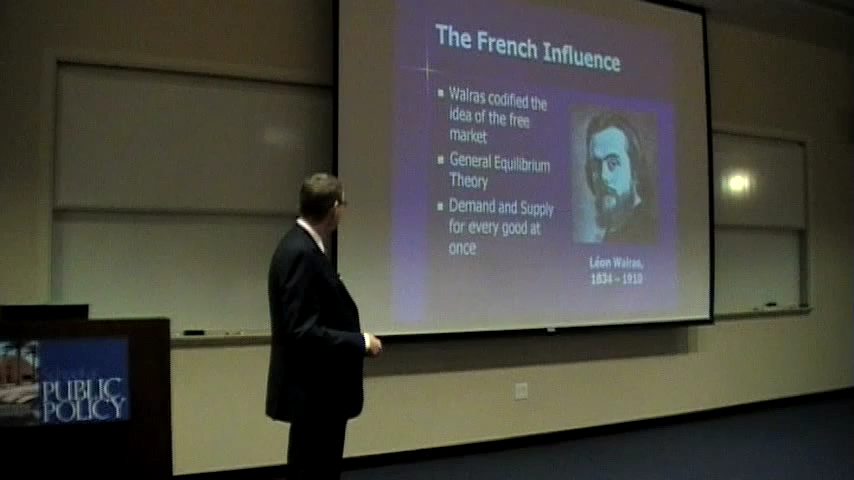 The French Influence
Walras codified the
idea of the free
market
General Equilibrium
Theory
Demand and Supply
for every good at
once
Léon Walras,
1834 – 1910
PUBLIC
POLICY